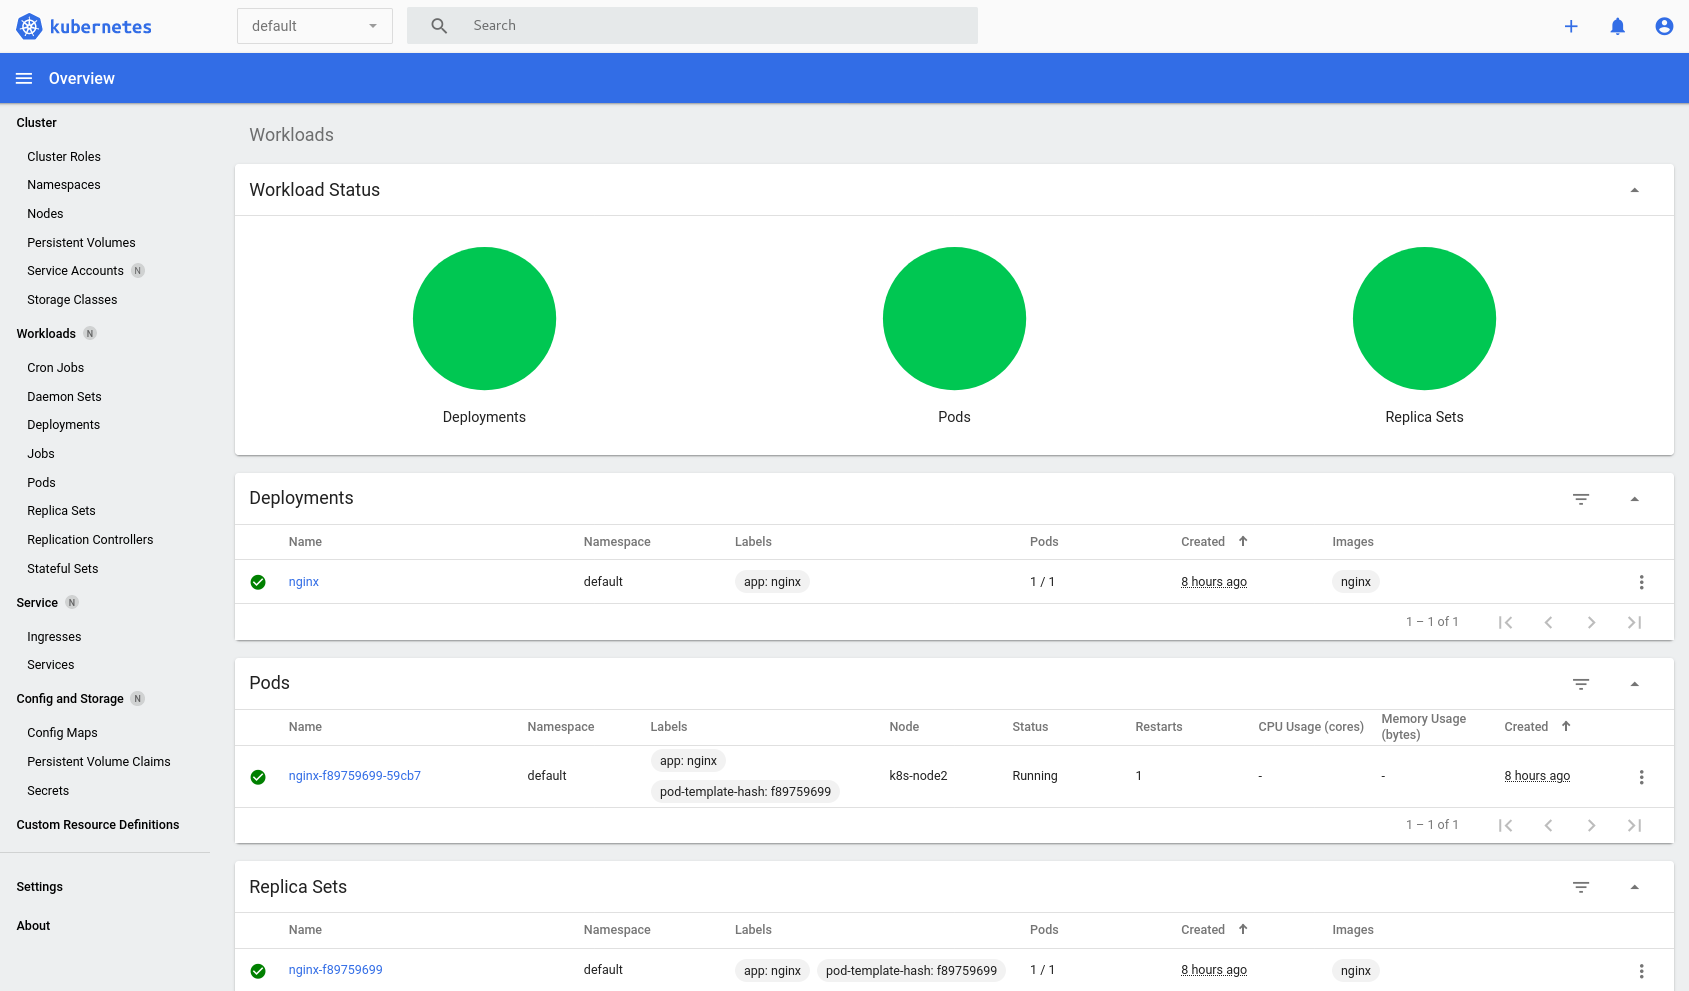 kubernetes
default
Search
Overview
Cluster
Cluster Roles
Namespaces
Nodes
Persistent Volumes
Service Accounts N
Storage Classes
Workloads N
Cron Jobs
Daemon Sets
Deployments
Jobs
Pods
Replica Sets
Replication Controllers
Stateful Sets
Service N
Ingresses
Services
Config and Storage N
Config Maps
Persistent Volume Claims
Secrets
Custom Resource Definitions
Settings
About
Workloads
Workload Status
Deployments Pods Replica Sets
Deployments
Name Namespace Labels Pods Created Images
nginx default app: nginx 1 / 1 8 hours ago nginx
1 – 1 of 1
Pods
Name Namespace Labels Node Status Restarts CPU Usage (cores) Memory Usage (bytes) Created
nginx-f89759699-59cb7 default app: nginx k8s-node2 Running 1 - - 8 hours ago
pod-template-hash: f89759699
1 – 1 of 1
Replica Sets
Name Namespace Labels Pods Created Images
nginx-f89759699 default app: nginx pod-template-hash: f89759699 1 / 1 8 hours ago nginx